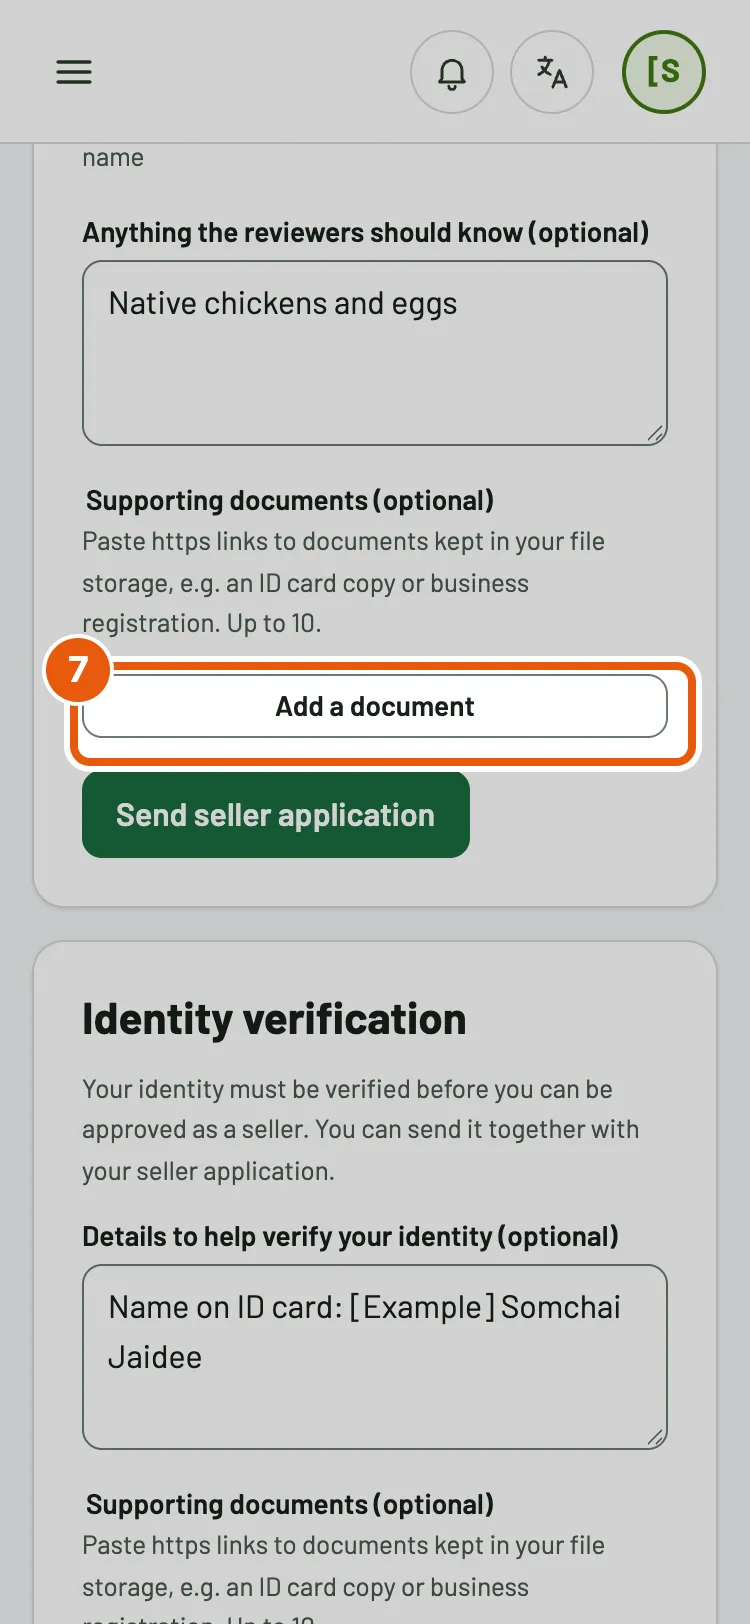 [S
name
Anything the reviewers should know (optional)
Native chickens and eggs
Supporting documents (optional)
Paste https links to documents kept in your file
storage, e.g. an ID card copy or business
registration. Up to 10.
7
Add a document
Send seller application
Identity verification
Your identity must be verified before you can be
approved as a seller. You can send it together with
your seller application.
Details to help verify your identity (optional)
Name on ID card: [Example] Somchai
Jaidee
Supporting documents (optional)
Paste https links to documents kept in your file
storage, e.g. an ID card copy or business
registration. Up to 10.